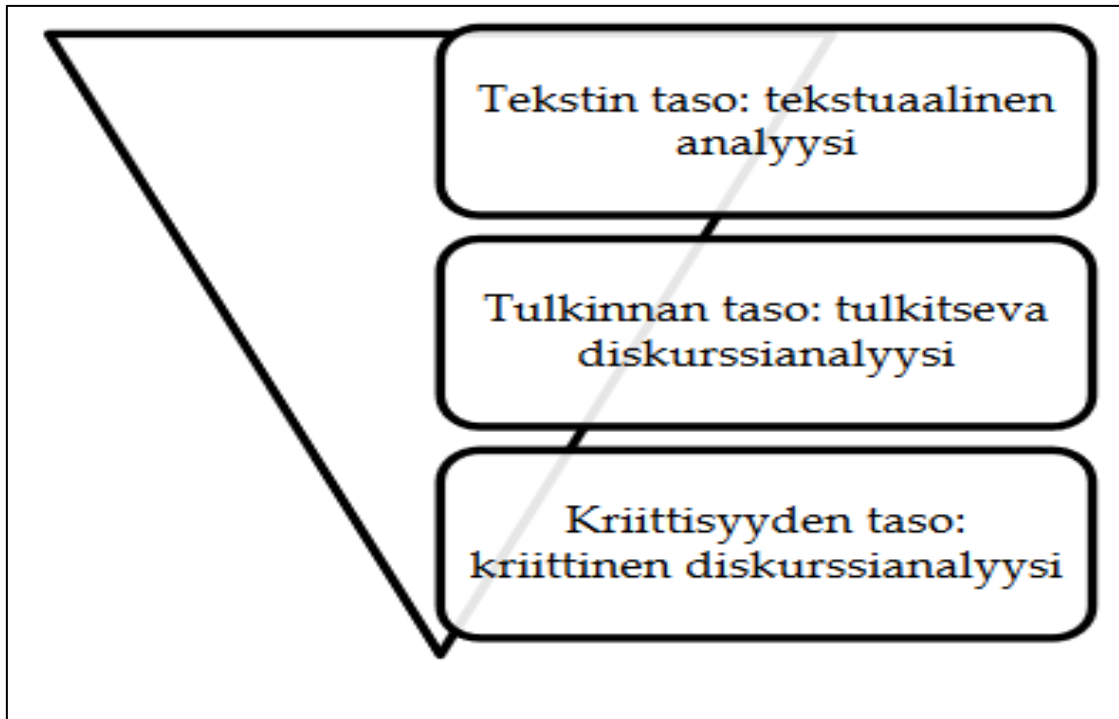 Tekstin taso: tekstuaalinen
analyysi
Tulkinnan taso: tulkitseva
diskurssianalyysi
Kriittisyyden taso:
kriittinen diskurssianalyysi